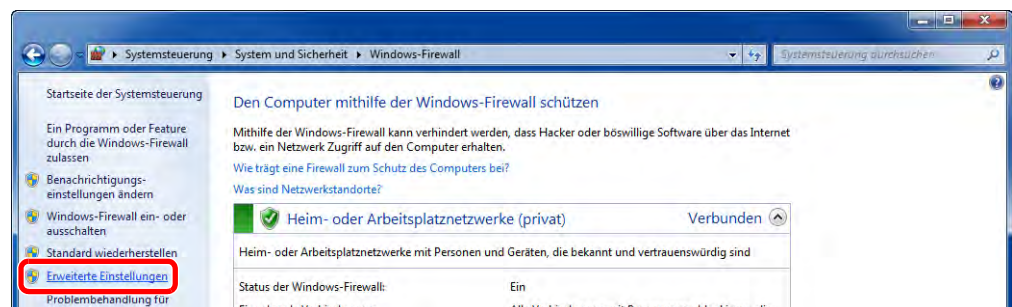 Systemsteuerung ▸ System und Sicherheit ▸ Windows-Firewall
Systemsteuerung durchsuchen
Startseite der Systemsteuerung
Ein Programm oder Feature
durch die Windows-Firewall
zulassen
Benachrichtigungs-
einstellungen ändern
Windows-Firewall ein- oder
ausschalten
Standard wiederherstellen
Erweiterte Einstellungen
Problembehandlung für
Den Computer mithilfe der Windows-Firewall schützen
Mithilfe der Windows-Firewall kann verhindert werden, dass Hacker oder böswillige Software über das Internet
bzw. ein Netzwerk Zugriff auf den Computer erhalten.
Wie trägt eine Firewall zum Schutz des Computers bei?
Was sind Netzwerkstandorte?
Heim- oder Arbeitsplatznetzwerke (privat) Verbunden
Heim- oder Arbeitsplatznetzwerke mit Personen und Geräten, die bekannt und vertrauenswürdig sind
Status der Windows-Firewall: Ein